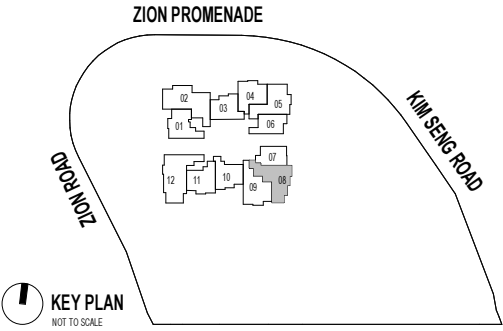 ZION PROMENADE
KIM SENG ROAD
ZION ROAD
02
04
05
03
01
06
07
12
11
10
09
08
KEY PLAN
NOT TO SCALE